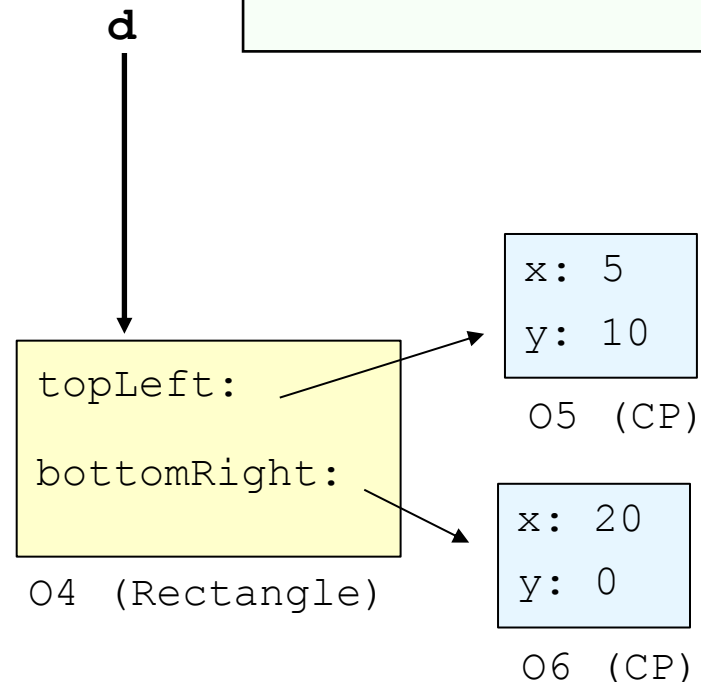 d
topLeft:
bottomRight:
O4 (Rectangle)
x: 5
y: 10
O5 (CP)
x: 20
y: 0
O6 (CP)